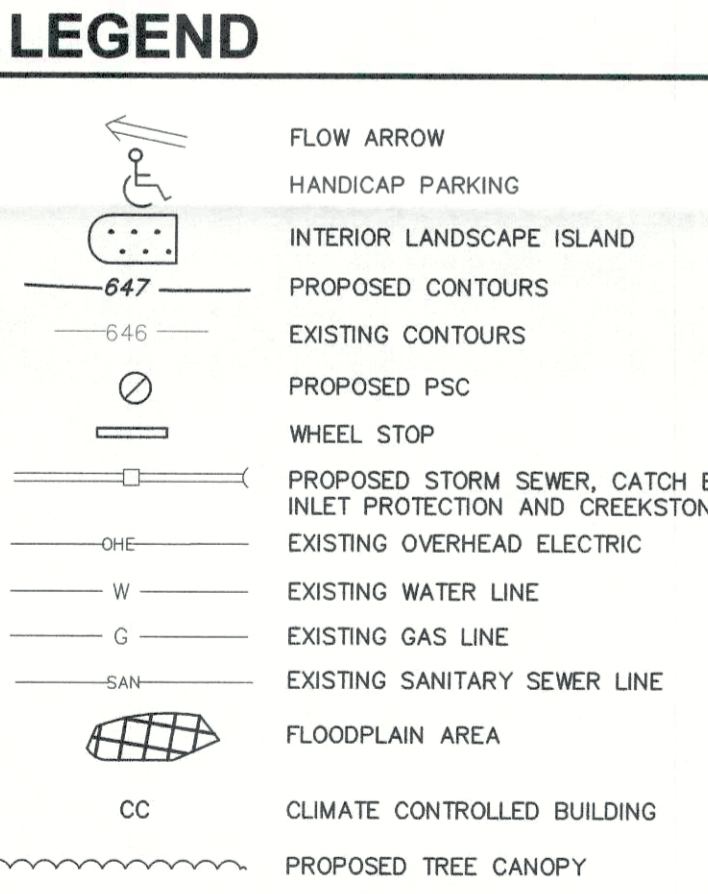 LEGEND
FLOW ARROW
HANDICAP PARKING
INTERIOR LANDSCAPE ISLAND
647 PROPOSED CONTOURS
646 EXISTING CONTOURS
PROPOSED PSC
WHEEL STOP
PROPOSED STORM SEWER, CATCH
INLET PROTECTION AND
OHE EXISTING OVERHEAD ELECTRIC
W EXISTING WATER LINE
G EXISTING GAS LINE
SAN EXISTING SANITARY SEWER LINE
FLOODPLAIN AREA
CC CLIMATE CONTROLLED BUILDING
PROPOSED TREE CANOPY